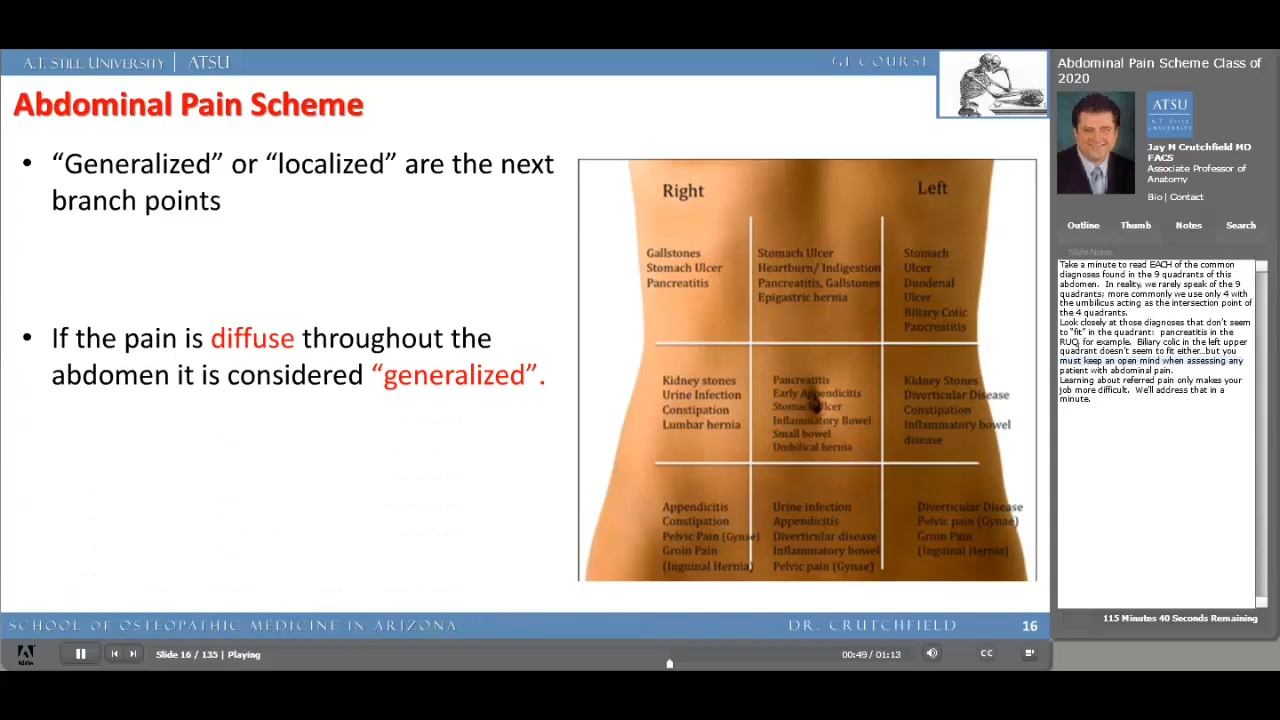 A.T. STILL UNIVERSITY | ATSU
GI COURSE
Abdominal Pain Scheme
• “Generalized” or “localized” are the next
branch points
• If the pain is diffuse throughout the
abdomen it is considered “generalized”.
Right
Left
Gallstones
Stomach Ulcer
Pancreatitis
Stomach Ulcer
Heartburn/ Indigestion
Pancreatitis, Gallstones
Epigastric hernia
Stomach
Ulcer
Duodenal
Ulcer
Biliary Colic
Pancreatitis
Kidney stones
Urine Infection
Constipation
Lumbar hernia
Pancreatitis
Early Appendicitis
Stomach Ulcer
Inflammatory Bowel
Small bowel
Umbilical hernia
Kidney Stones
Diverticular Disease
Constipation
Inflammatory bowel
disease
Appendicitis
Constipation
Pelvic Pain (Gynae)
Groin Pain
(Inguinal Hernia)
Urine infection
Appendicitis
Diverticular disease
Inflammatory bowel
Pelvic pain (Gynae)
Diverticular Disease
Pelvic pain (Gynae)
Groin Pain
(Inguinal Hernia)
SCHOOL OF OSTEOPATHIC MEDICINE IN ARIZONA
DR. CRUTCHFIELD
16
Abdominal Pain Scheme Class of
2020
ATSU
A.T. STILL
UNIVERSITY
Jay M Crutchfield MD
FACS
Associate Professor of
Anatomy
Bio | Contact
Outline Thumb Notes Search
Slide Notes
Take a minute to read EACH of the common
diagnoses found in the 9 quadrants of this
abdomen. In reality, we rarely speak of the 9
quadrants; more commonly we use only 4 with
the umbilicus acting as the intersection point of
the 4 quadrants.
Look closely at those diagnoses that don't seem
to "fit" in the quadrant: pancreatitis in the
RUQ for example. Biliary colic in the left upper
quadrant doesn't seem to fit either...but you
must keep an open mind when assessing any
patient with abdominal pain.
Learning about referred pain only makes your
job more difficult. We'll address that in a
minute.
115 Minutes 40 Seconds Remaining
Slide 16 / 135 | Playing
00:49 / 01:13
CC